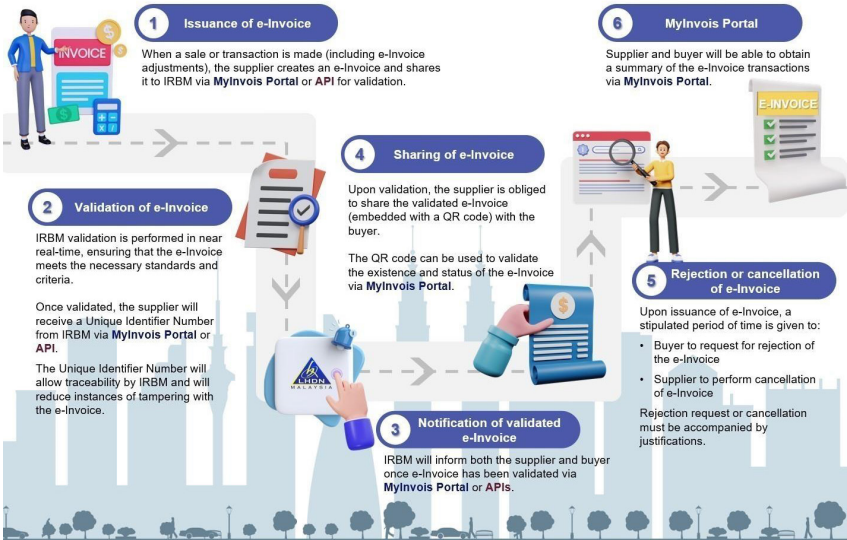 1 Issuance of e-Invoice
When a sale or transaction is made (including e-Invoice
adjustments), the supplier creates an e-Invoice and shares
it to IRBM via MyInvois Portal or API for validation.
INVOICE
2 Validation of e-Invoice
IRBM validation is performed in near
real-time, ensuring that the e-Invoice
meets the necessary standards and
criteria.
Once validated, the supplier will
receive a Unique Identifier Number
from IRBM via MyInvois Portal or
API.
The Unique Identifier Number will
allow traceability by IRBM and will
reduce instances of tampering with
the e-Invoice.
LHDN
MALAYSIA
3 Notification of validated
e-Invoice
IRBM will inform both the supplier and buyer
once e-Invoice has been validated via
MyInvois Portal or APIs.
4 Sharing of e-Invoice
Upon validation, the supplier is obliged
to share the validated e-Invoice
(embedded with a QR code) with the
buyer.
The QR code can be used to validate
the existence and status of the e-Invoice
via MyInvois Portal.
$
5 Rejection or cancellation
of e-Invoice
Upon issuance of e-Invoice, a
stipulated period of time is given to:
• Buyer to request for rejection of
the e-Invoice
• Supplier to perform cancellation
of e-Invoice
Rejection request or cancellation
must be accompanied by
justifications.
6 MyInvois Portal
Supplier and buyer will be able to obtain
a summary of the e-Invoice transactions
via MyInvois Portal.
E-INVOICE